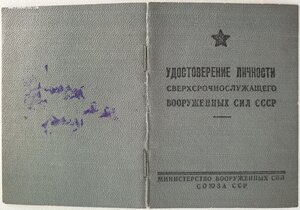 УДОСТОВЕРЕНИЕ ЛИЧНОСТИ
СВЕРХСРОЧНОСЛУЖАЩЕГО
ВООРУЖЕННЫХ СИЛ СССР
МИНИСТЕРСТВО ВООРУЖЕННЫХ СИЛ
СОЮЗА ССР